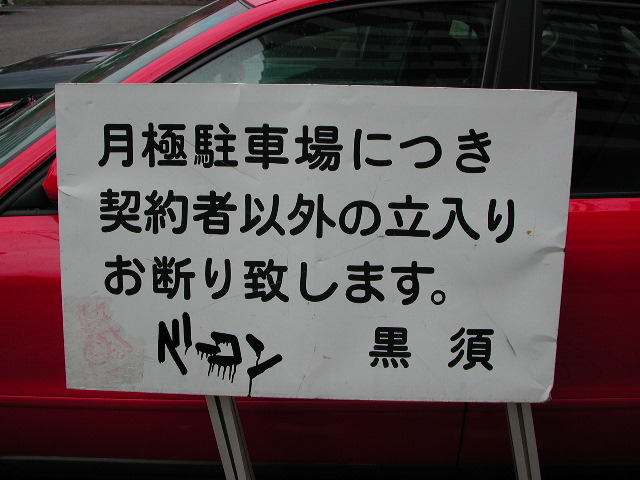 月極駐車場につき
契約者以外の立入り
お断り致します。
黒須